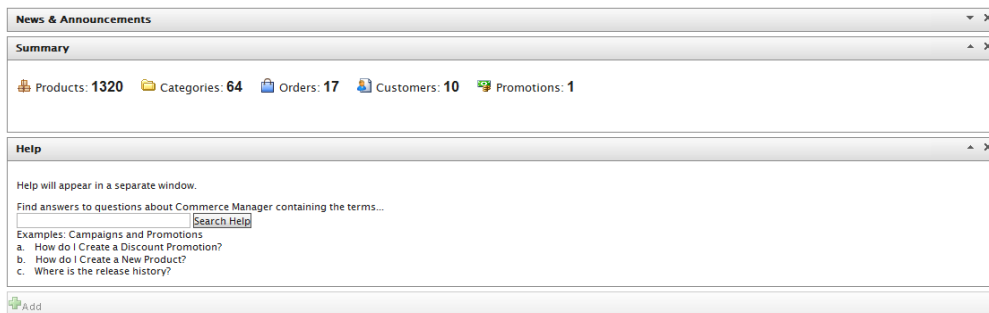 News & Announcements
Summary
Products: 1320 Categories: 64 Orders: 17 Customers: 10 Promotions: 1
Help
Help will appear in a separate window.
Find answers to questions about Commerce Manager containing the terms...
Search Help
Examples: Campaigns and Promotions
a. How do I Create a Discount Promotion?
b. How do I Create a New Product?
c. Where is the release history?
Add